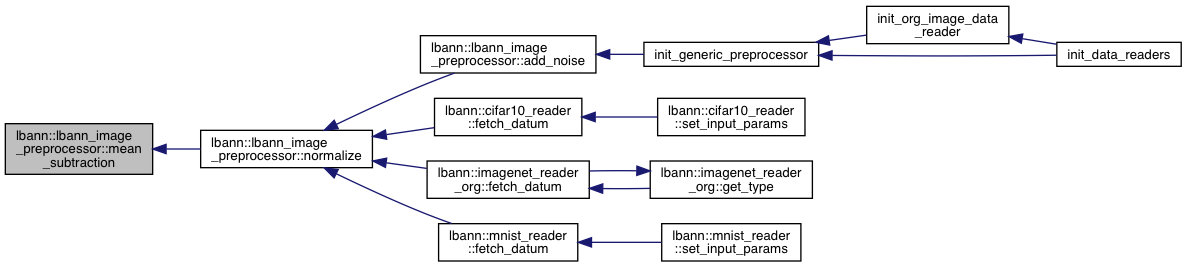 lbann::lbann_image
_preprocessor::mean
_subtraction
lbann::lbann_image
_preprocessor::normalize
lbann::lbann_image
_preprocessor::add_noise
init_generic_preprocessor
init_org_image_data
_reader
init_data_readers
lbann::cifar10_reader
::fetch_datum
lbann::cifar10_reader
::set_input_params
lbann::imagenet_reader
_org::fetch_datum
lbann::imagenet_reader
_org::get_type
lbann::mnist_reader
::fetch_datum
lbann::mnist_reader
::set_input_params